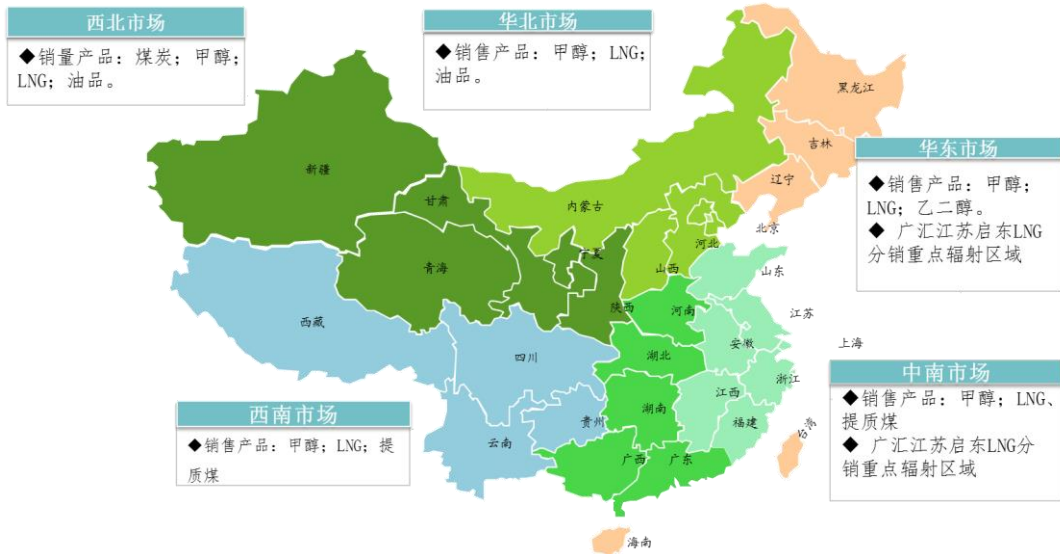 西北市场
◆销量产品：煤炭；甲醇；
LNG；油品。
华北市场
◆销售产品：甲醇；LNG；
油品。
黑龙江
吉林
辽宁
华东市场
◆销售产品：甲醇；
LNG；乙二醇。
◆ 广汇江苏启东LNG
分销重点辐射区域
新疆
甘肃
内蒙古
北京
河北
宁夏
山西
青海
山东
陕西
河南
江苏
西藏
四川
湖北
安徽
上海
浙江
江西
湖南
贵州
云南
福建
台湾
广西
广东
海南
中南市场
◆销售产品：甲醇；LNG、
提质煤
◆ 广汇江苏启东LNG分
销重点辐射区域
西南市场
◆销售产品：甲醇；LNG；提
质煤